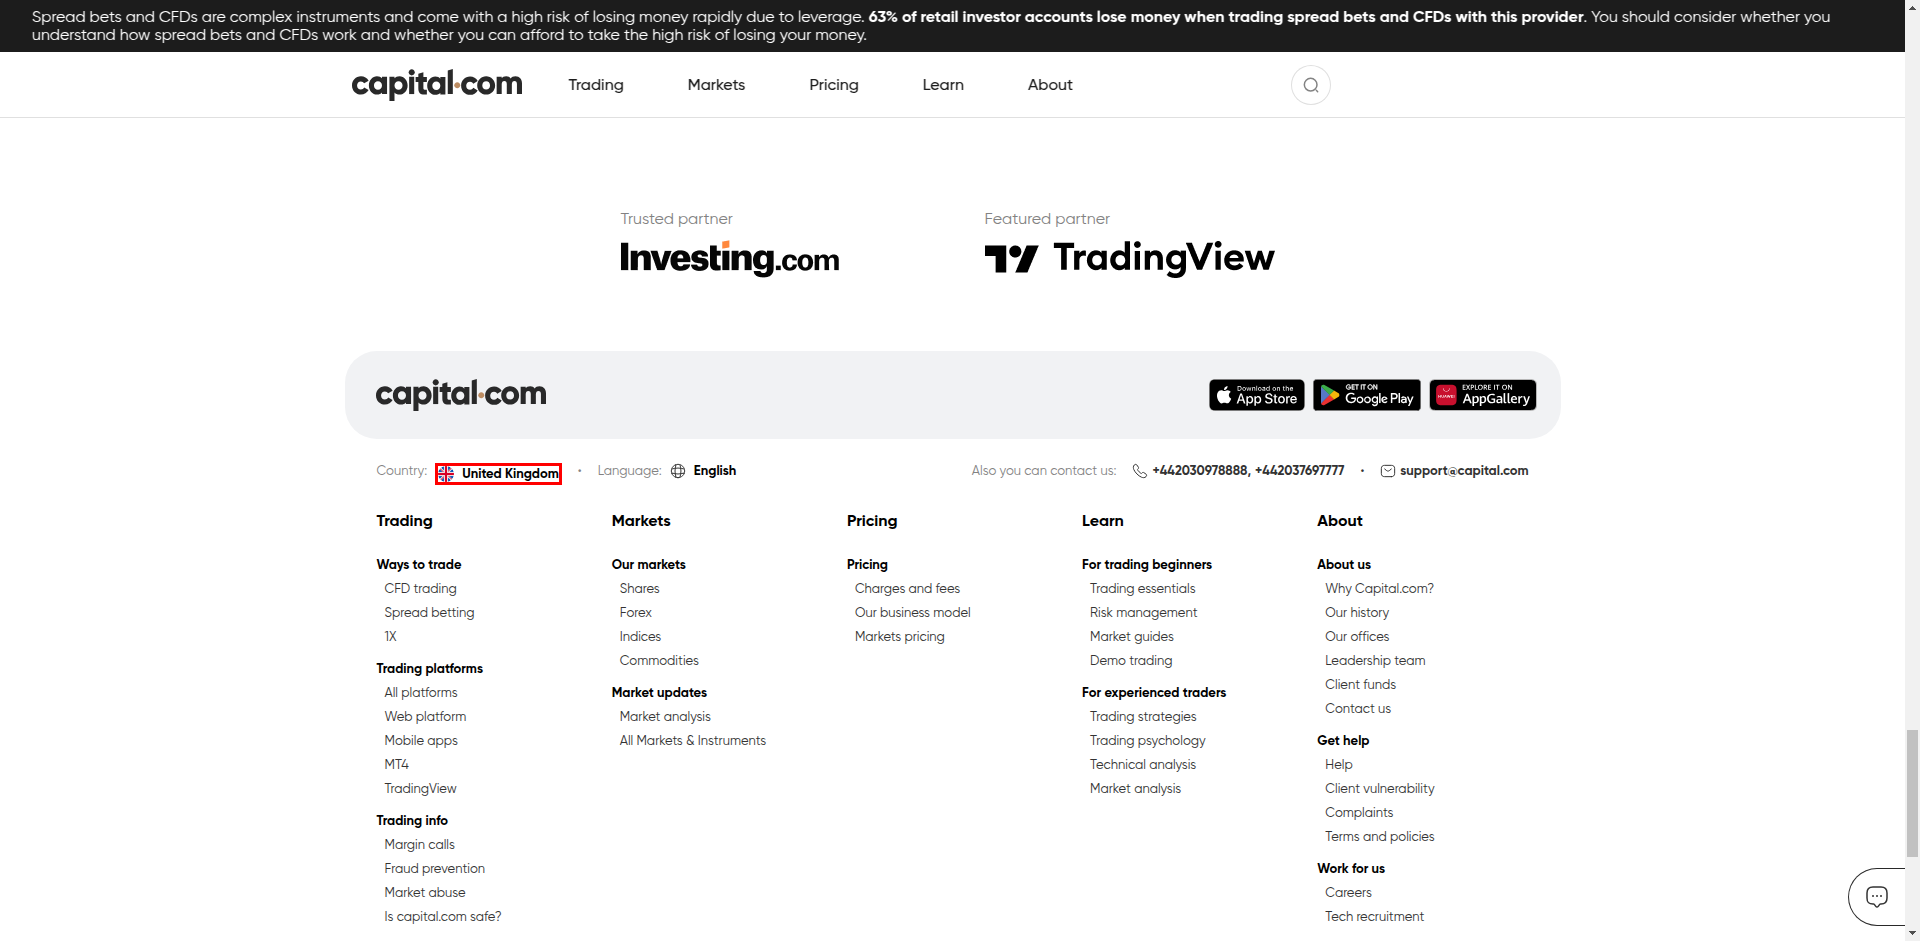 Spread bets and CFDs are complex instruments and come with a high risk of losing money rapidly due to leverage. 63% of retail investor accounts lose money when trading spread bets and CFDs with this provider. You should consider whether you
understand how spread bets and CFDs work and whether you can afford to take the high risk of losing your money.
capital.com Trading Markets Pricing Learn About
Trusted partner
Investing.com
Featured partner
TradingView
capital.com
Download on the
App Store
GET IT ON
Google Play
HUAWEI
EXPLORE IT ON
AppGallery
Country: United Kingdom • Language: English
Also you can contact us: +442030978888, +442037697777 • support@capital.com
Trading
Ways to trade
CFD trading
Spread betting
1X
Trading platforms
All platforms
Web platform
Mobile apps
MT4
TradingView
Trading info
Margin calls
Fraud prevention
Market abuse
Is capital.com safe?
Markets
Our markets
Shares
Forex
Indices
Commodities
Market updates
Market analysis
All Markets & Instruments
Pricing
Pricing
Charges and fees
Our business model
Markets pricing
Learn
For trading beginners
Trading essentials
Risk management
Market guides
Demo trading
For experienced traders
Trading strategies
Trading psychology
Technical analysis
Market analysis
About
About us
Why Capital.com?
Our history
Our offices
Leadership team
Client funds
Contact us
Get help
Help
Client vulnerability
Complaints
Terms and policies
Work for us
Careers
Tech recruitment